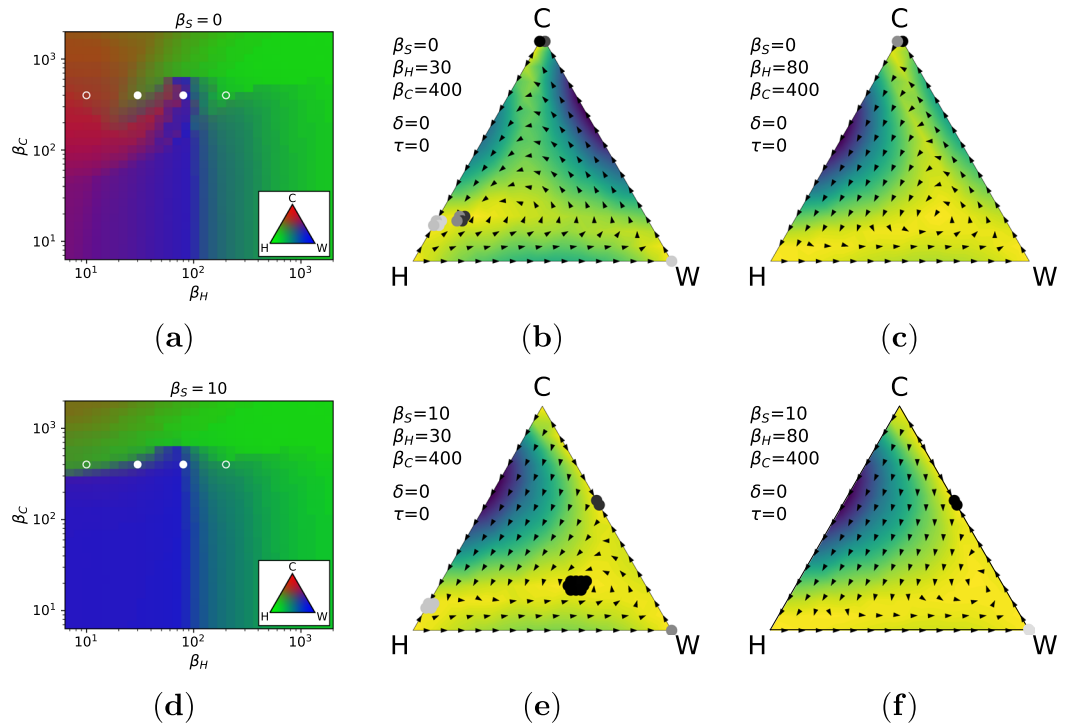 β_S = 0
10^3
10^2
10^1
β_C
C
H
W
10^1
10^2
10^3
β_H
(a)
C
β_S=0
β_H=30
β_C=400
δ=0
τ=0
H
W
(b)
C
β_S=0
β_H=80
β_C=400
δ=0
τ=0
H
W
(c)
β_S = 10
10^3
10^2
10^1
β_C
C
H
W
10^1
10^2
10^3
β_H
(d)
C
β_S=10
β_H=30
β_C=400
δ=0
τ=0
H
W
(e)
C
β_S=10
β_H=80
β_C=400
δ=0
τ=0
H
W
(f)